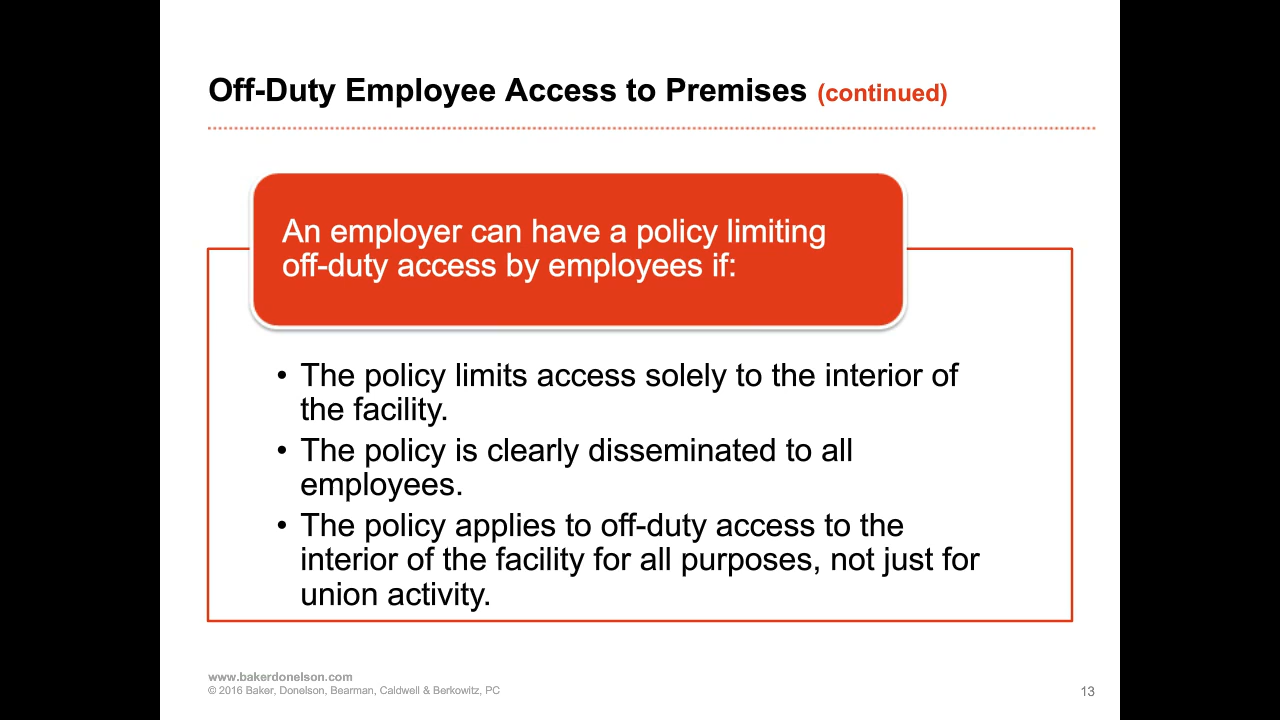 Off-Duty Employee Access to Premises (continued)
An employer can have a policy limiting
off-duty access by employees if:
• The policy limits access solely to the interior of
the facility.
• The policy is clearly disseminated to all
employees.
• The policy applies to off-duty access to the
interior of the facility for all purposes, not just for
union activity.
www.bakerdonelson.com
© 2016 Baker, Donelson, Bearman, Caldwell & Berkowitz, PC
13